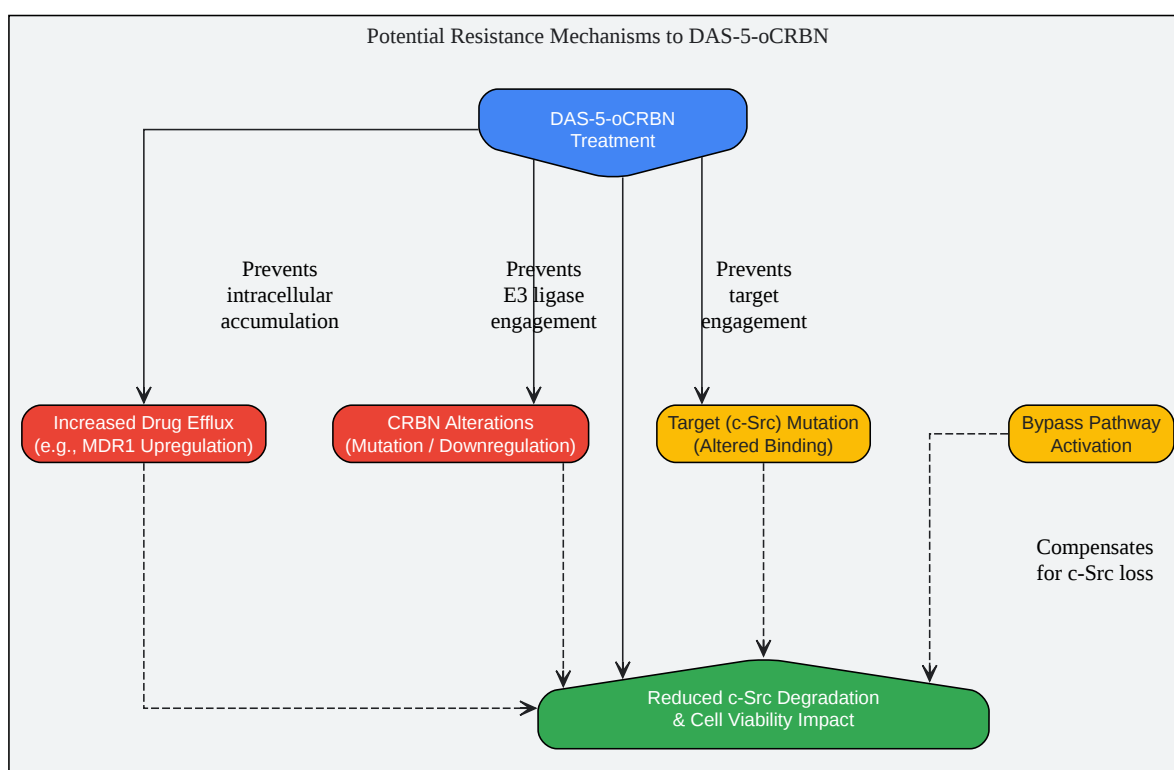 Potential Resistance Mechanisms to DAS-5-oCRBN
DAS-5-oCRBN
Treatment
Prevents
intracellular
accumulation
Prevents
E3 ligase
engagement
Prevents
target
engagement
Increased Drug Efflux
(e.g., MDR1 Upregulation)
CRBN Alterations
(Mutation / Downregulation)
Target (c-Src) Mutation
(Altered Binding)
Bypass Pathway
Activation
Compensates
for c-Src loss
Reduced c-Src Degradation
& Cell Viability Impact